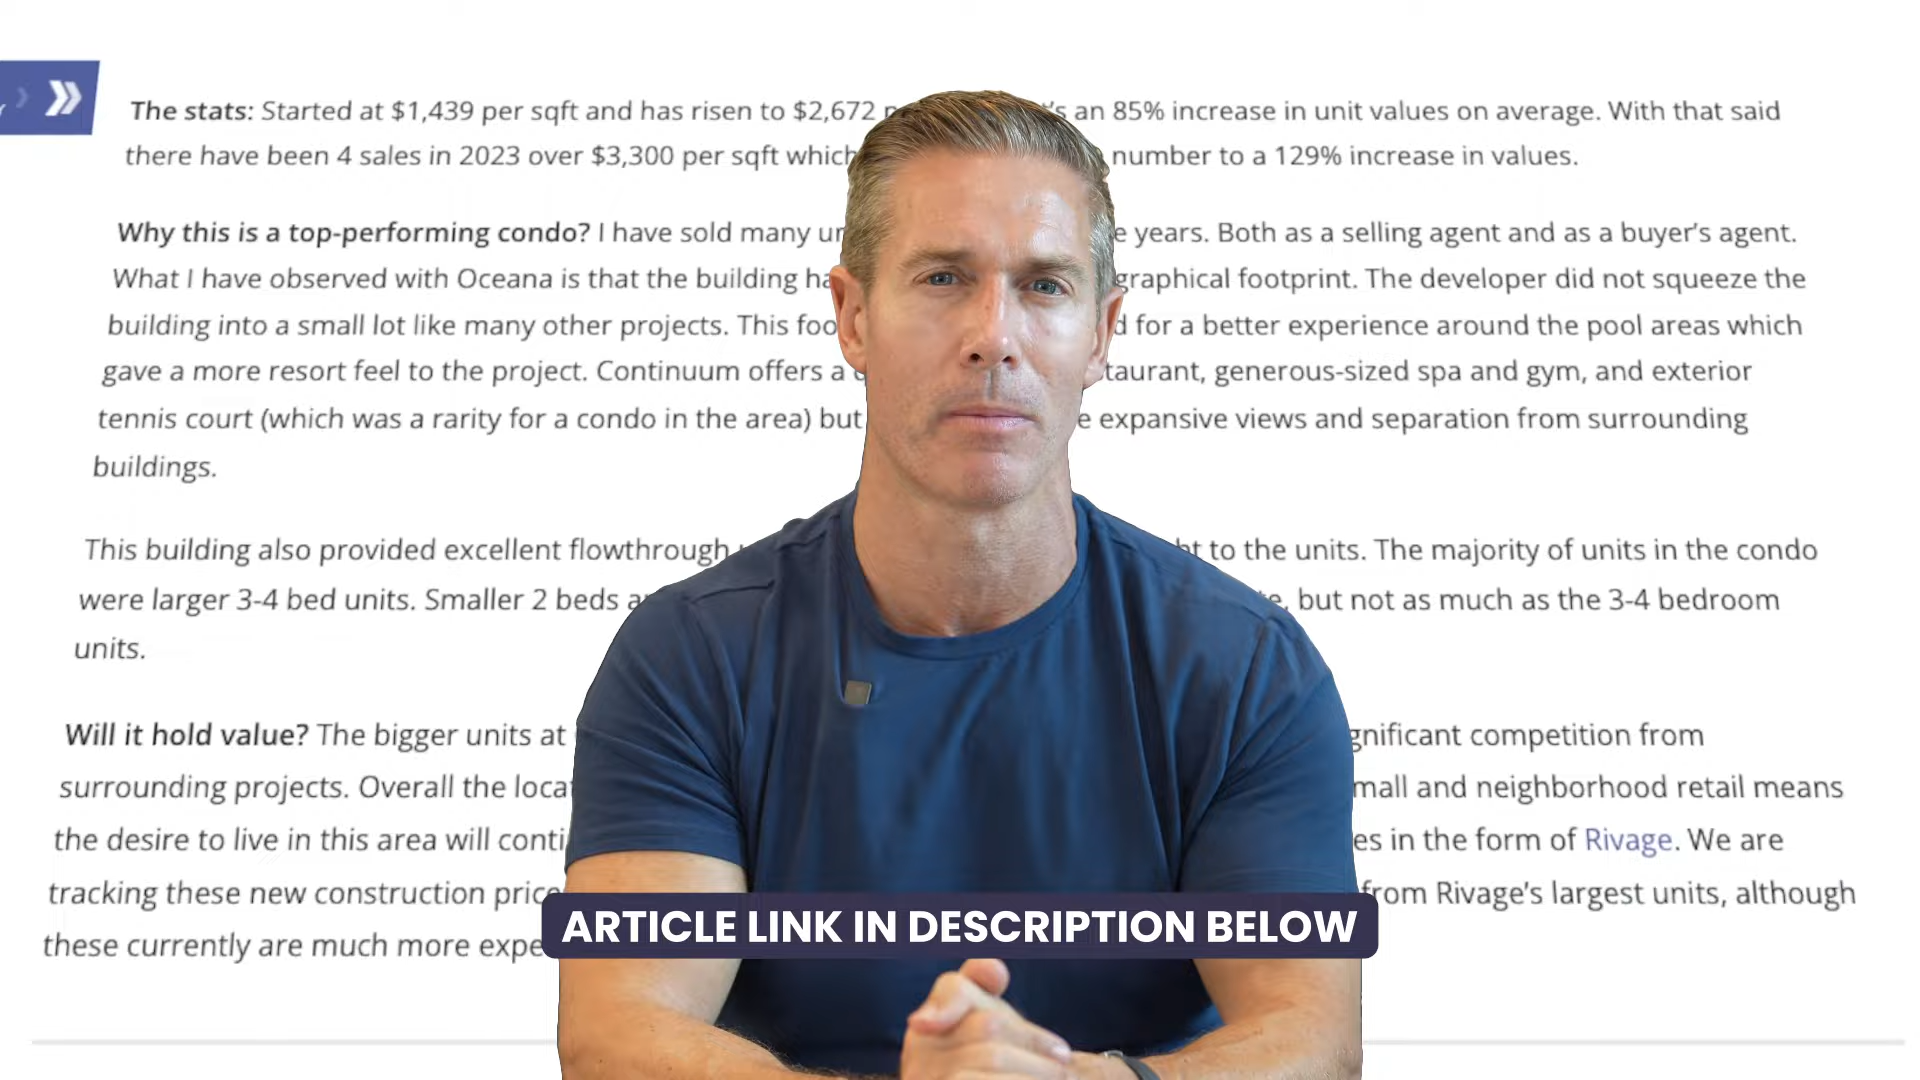 The stats: Started at $1,439 per sqft and has risen to $2,672 an 85% increase in unit values on average. With that said
there have been 4 sales in 2023 over $3,300 per sqft which number to a 129% increase in values.
Why this is a top-performing condo? I have sold many years. Both as a selling agent and as a buyer's agent.
What I have observed with Oceana is that the building graphical footprint. The developer did not squeeze the
building into a small lot like many other projects. This for a better experience around the pool areas which
gave a more resort feel to the project. Continuum offers a generous-sized spa and gym, and exterior
tennis court (which was a rarity for a condo in the area) but expansive views and separation from surrounding
buildings.
This building also provided excellent flowthrough to the units. The majority of units in the condo
were larger 3-4 bed units. Smaller 2 beds but not as much as the 3-4 bedroom
units.
Will it hold value? The bigger units at competition from
surrounding projects. Overall the mall and neighborhood retail means
the desire to live in this area will in the form of Rivage. We are
tracking these new construction from Rivage's largest units, although
these currently are much more
ARTICLE LINK IN DESCRIPTION BELOW